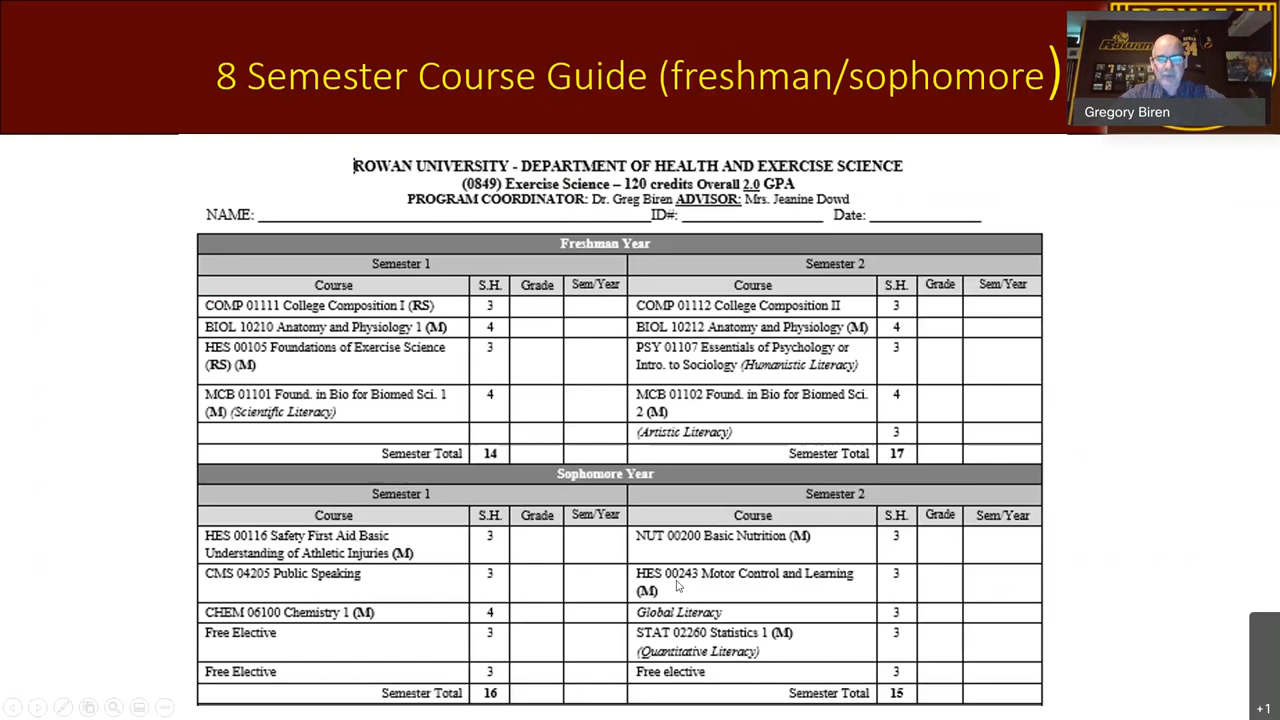 8 Semester Course Guide (freshman/sophomore)
Rowan
34
Gregory Biren
ROWAN UNIVERSITY - DEPARTMENT OF HEALTH AND EXERCISE SCIENCE
(0849) Exercise Science – 120 credits Overall 2.0 GPA
PROGRAM COORDINATOR: Dr. Greg Biren ADVISOR: Mrs. Jeanine Dowd
NAME: ID#: Date:
Freshman Year
Semester 1 Semester 2
Course S.H. Grade Sem/Year Course S.H. Grade Sem/Year
COMP 01111 College Composition I (RS) 3 COMP 01112 College Composition II 3
BIOL 10210 Anatomy and Physiology 1 (M) 4 BIOL 10212 Anatomy and Physiology (M) 4
HES 00105 Foundations of Exercise Science 3 PSY 01107 Essentials of Psychology or 3
(RS) (M) Intro. to Sociology (Humanistic Literacy)
MCB 01101 Found. in Bio for Biomed Sci. 1 4 MCB 01102 Found. in Bio for Biomed Sci. 4
(M) (Scientific Literacy) 2 (M)
(Artistic Literacy) 3
Semester Total 14 Semester Total 17
Sophomore Year
Semester 1 Semester 2
Course S.H. Grade Sem/Year Course S.H. Grade Sem/Year
HES 00116 Safety First Aid Basic 3 NUT 00200 Basic Nutrition (M) 3
Understanding of Athletic Injuries (M)
CMS 04205 Public Speaking 3 HES 00243 Motor Control and Learning 3
(M)
CHEM 06100 Chemistry 1 (M) 4 Global Literacy 3
Free Elective 3 STAT 02260 Statistics 1 (M) 3
(Quantitative Literacy)
Free Elective 3 Free elective 3
Semester Total 16 Semester Total 15
+1